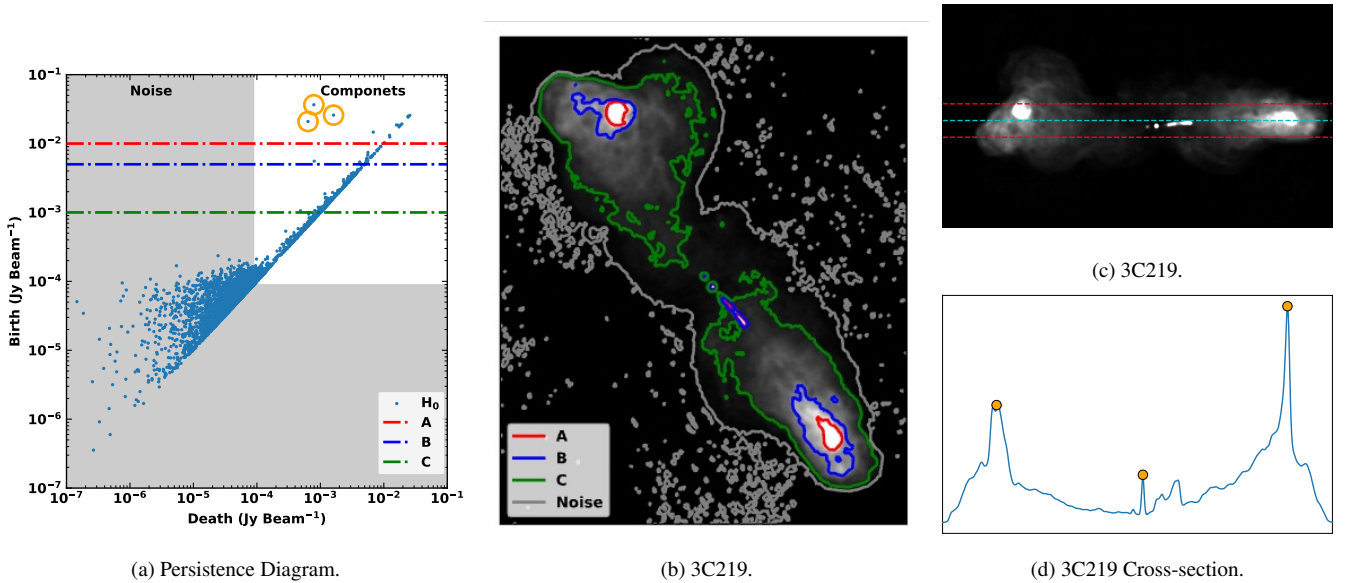 Noise
Componets
10⁻¹
10⁻²
10⁻³
10⁻⁴
10⁻⁵
10⁻⁶
10⁻⁷
Birth (Jy Beam⁻¹)
H₀
A
B
C
10⁻⁷ 10⁻⁶ 10⁻⁵ 10⁻⁴ 10⁻³ 10⁻² 10⁻¹
Death (Jy Beam⁻¹)
(a) Persistence Diagram.
A
B
C
Noise
(b) 3C219.
(c) 3C219.
(d) 3C219 Cross-section.